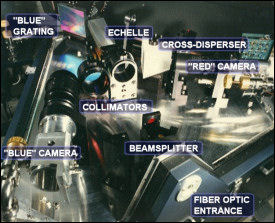 "BLUE"
GRATING
ECHELLE
CROSS-DISPERSER
"RED" CAMERA
COLLIMATORS
"BLUE" CAMERA
BEAMSPLITTER
FIBER OPTIC
ENTRANCE